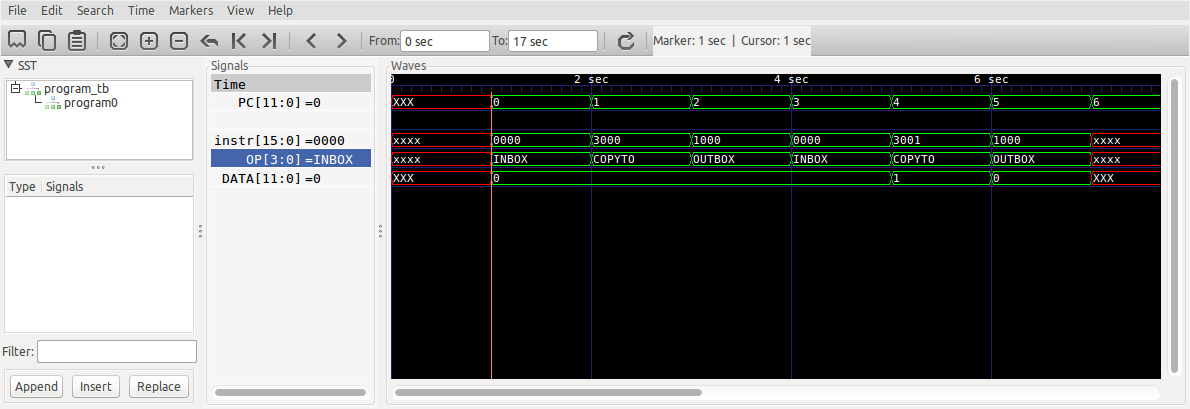 File Edit Search Time Markers View Help
From: 0 sec To: 17 sec Marker: 1 sec | Cursor: 1 sec
SST
program_tb
program0
Type Signals
Filter:
Append Insert Replace
Signals
Time
PC[11:0]=0
instr[15:0]=0000
OP[3:0]=INBOX
DATA[11:0]=0
Waves
0 2 sec 4 sec 6 sec
XXX 0 1 2 3 4 5 6
xxxx 0000 3000 1000 0000 3001 1000 xxxx
xxxx INBOX COPYTO OUTBOX INBOX COPYTO OUTBOX xxxx
XXX 0 1 0 XXX